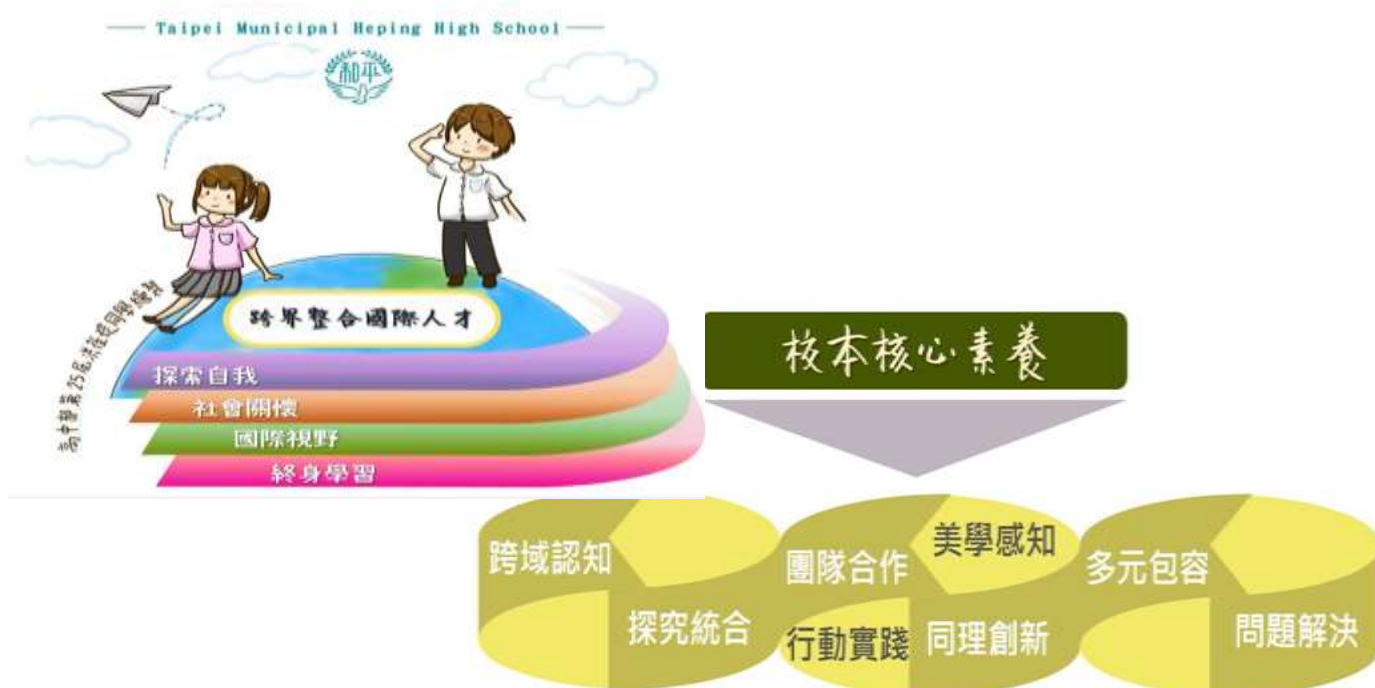 Taipei Municipal Heping High School
和平
跨界整合國際人才
探索自我
社會關懷
國際視野
終身學習
校本核心素養
跨域認知
探究統合
團隊合作
美學感知
行動實踐
同理創新
多元包容
問題解決